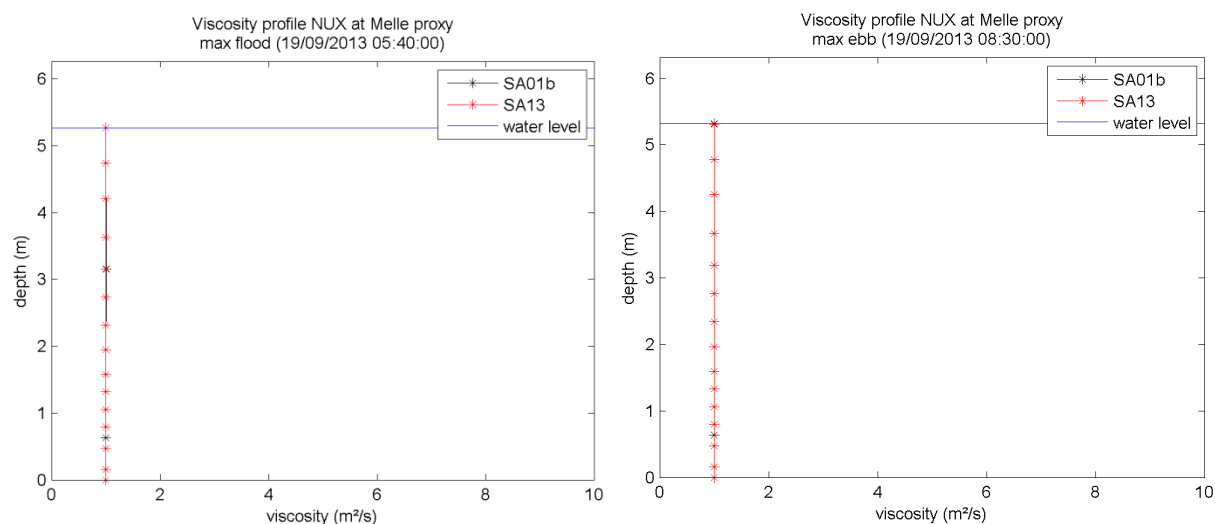 Viscosity profile NUX at Melle proxy
max flood (19/09/2013 05:40:00)
SA01b
SA13
water level
6
5
4
3
2
1
0
depth (m)
0 2 4 6 8 10
viscosity (m²/s)
Viscosity profile NUX at Melle proxy
max ebb (19/09/2013 08:30:00)
SA01b
SA13
water level
6
5
4
3
2
1
0
depth (m)
0 2 4 6 8 10
viscosity (m²/s)